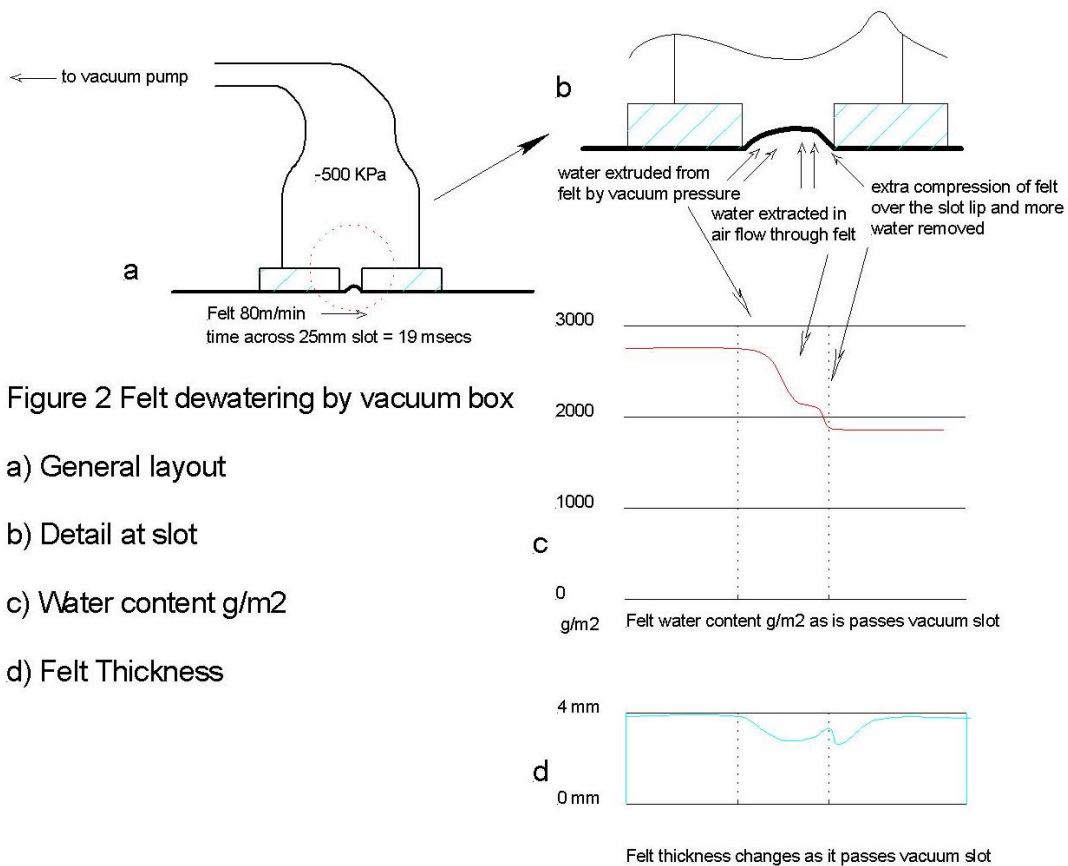 to vacuum pump
-500 KPa
a
Felt 80m/min
time across 25mm slot = 19 msecs
Figure 2 Felt dewatering by vacuum box
a) General layout
b) Detail at slot
c) Water content g/m2
d) Felt Thickness
b
water extruded from
felt by vacuum pressure
water extracted in
air flow through felt
extra compression of felt
over the slot lip and more
water removed
3000
2000
1000
c
0
g/m2
Felt water content g/m2 as is passes vacuum slot
4 mm
d
0 mm
Felt thickness changes as it passes vacuum slot